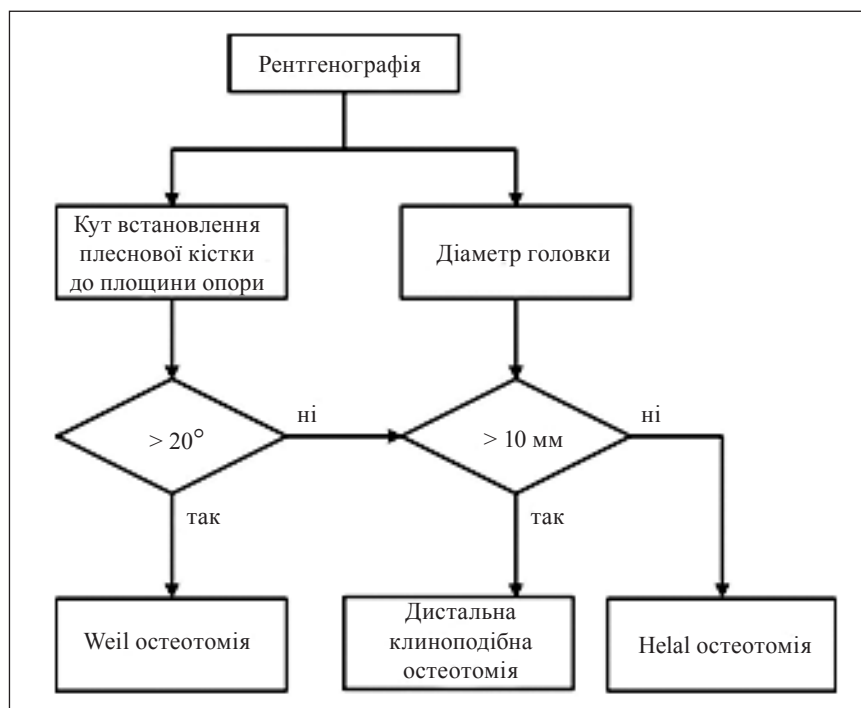 Рентгенографія
Кут встановлення
плеснової кістки
до площини опори
Діаметр головки
> 20°
ні
> 10 мм
ні
так
так
Weil остеотомія
Дистальна
клиноподібна
остеотомія
Helal остеотомія